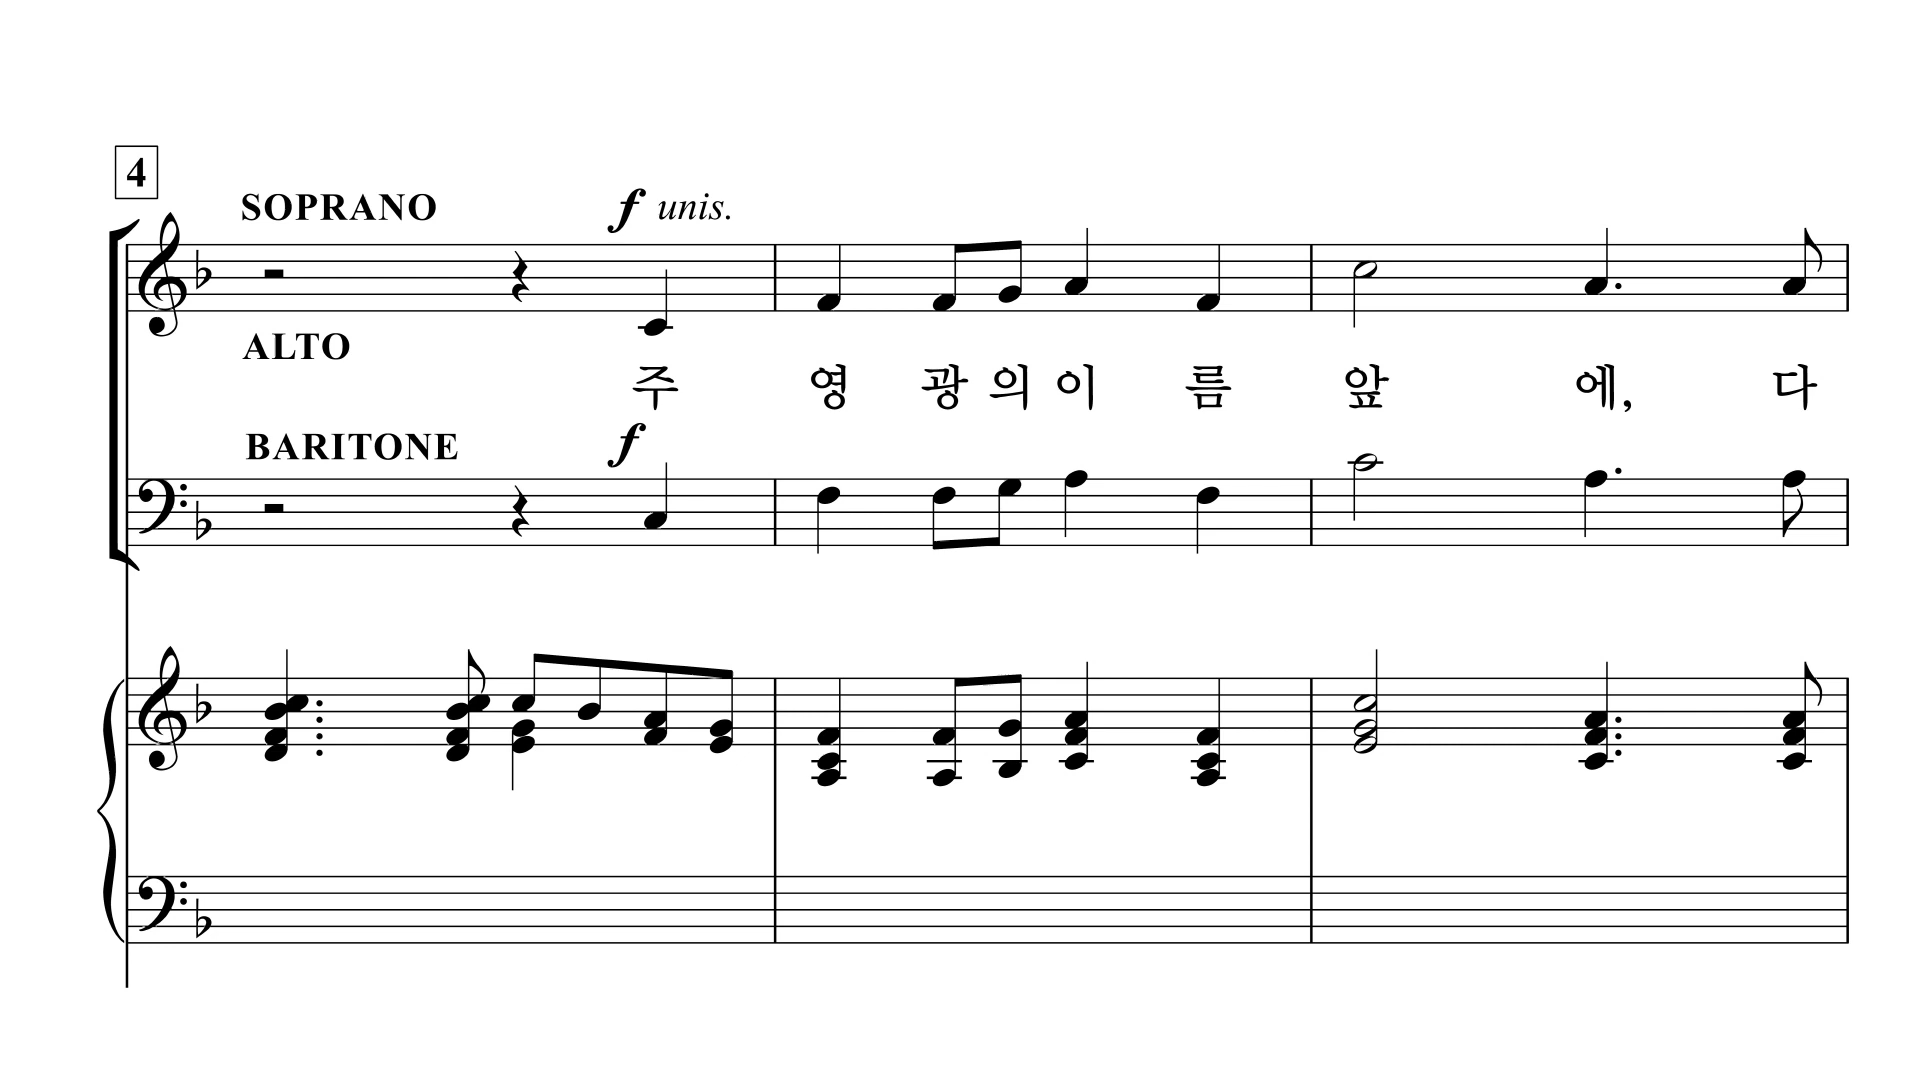 4
SOPRANO
f unis.
ALTO
주 영 광 의 이 름 앞 에, 다
BARITONE
f